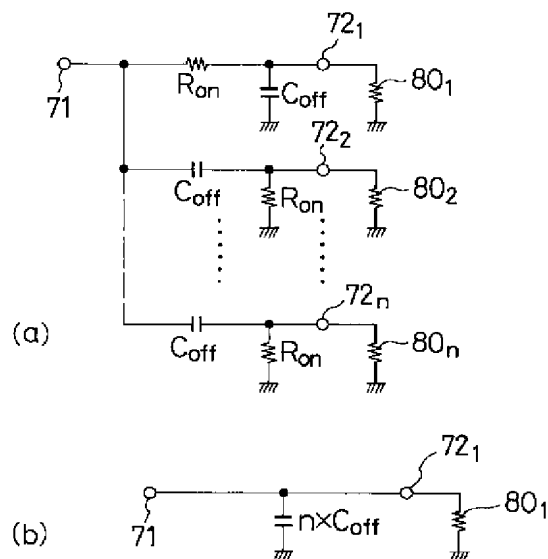 72₁
71
Ron
Coff
80₁
72₂
Coff
Ron
80₂
72n
(a)
Coff
Ron
80n
72₁
71
(b)
n×Coff
80₁